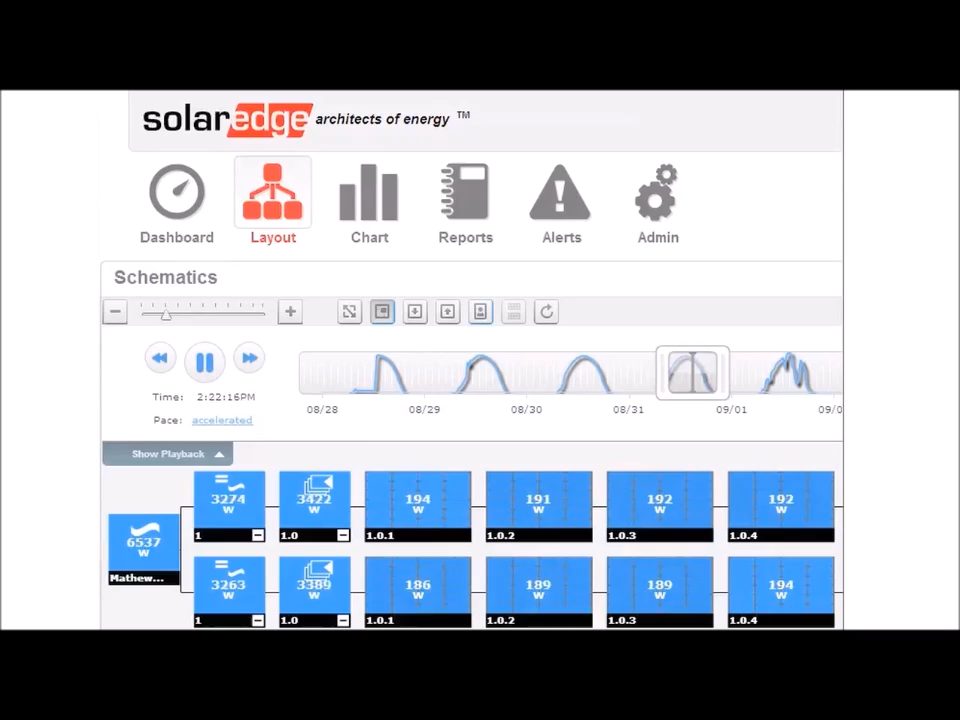 solaredge architects of energy ™
Dashboard Layout Chart Reports Alerts Admin
Schematics
Time: 2:22:16PM
Pace: accelerated
08/28 08/29 08/30 08/31 09/01 09/0
Show Playback
3274 W 3422 W 194 W 191 W 192 W 192 W
1 1.0 1.0.1 1.0.2 1.0.3 1.0.4
6537 W
Mathew...
3263 W 3389 W 186 W 189 W 189 W 194 W
1 1.0 1.0.1 1.0.2 1.0.3 1.0.4